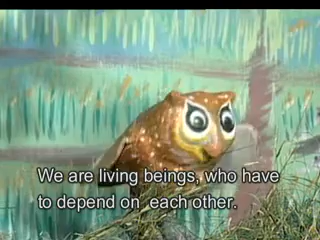 We are living beings, who have
to depend on each other.